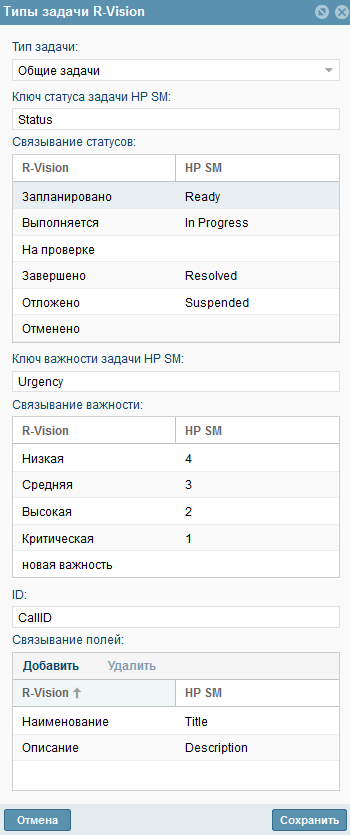 Типы задачи R-Vision
Тип задачи:
Общие задачи
Ключ статуса задачи HP SM:
Status
Связывание статусов:
R-Vision HP SM
Запланировано Ready
Выполняется In Progress
На проверке
Завершено Resolved
Отложено Suspended
Отменено
Ключ важности задачи HP SM:
Urgency
Связывание важности:
R-Vision HP SM
Низкая 4
Средняя 3
Высокая 2
Критическая 1
новая важность
ID:
CallID
Связывание полей:
Добавить Удалить
R-Vision HP SM
Наименование Title
Описание Description
Отмена Сохранить